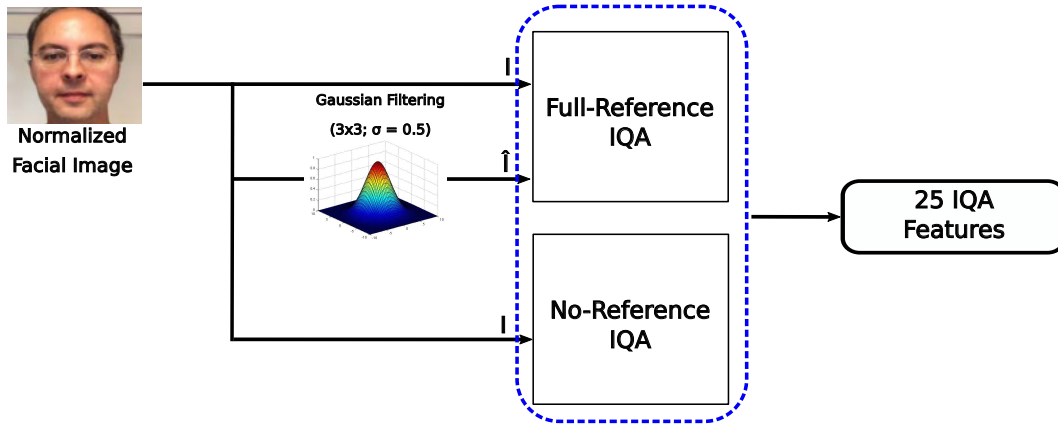 Normalized
Facial Image
Gaussian Filtering
(3x3; σ = 0.5)
I
Î
I
Full-Reference
IQA
No-Reference
IQA
25 IQA
Features